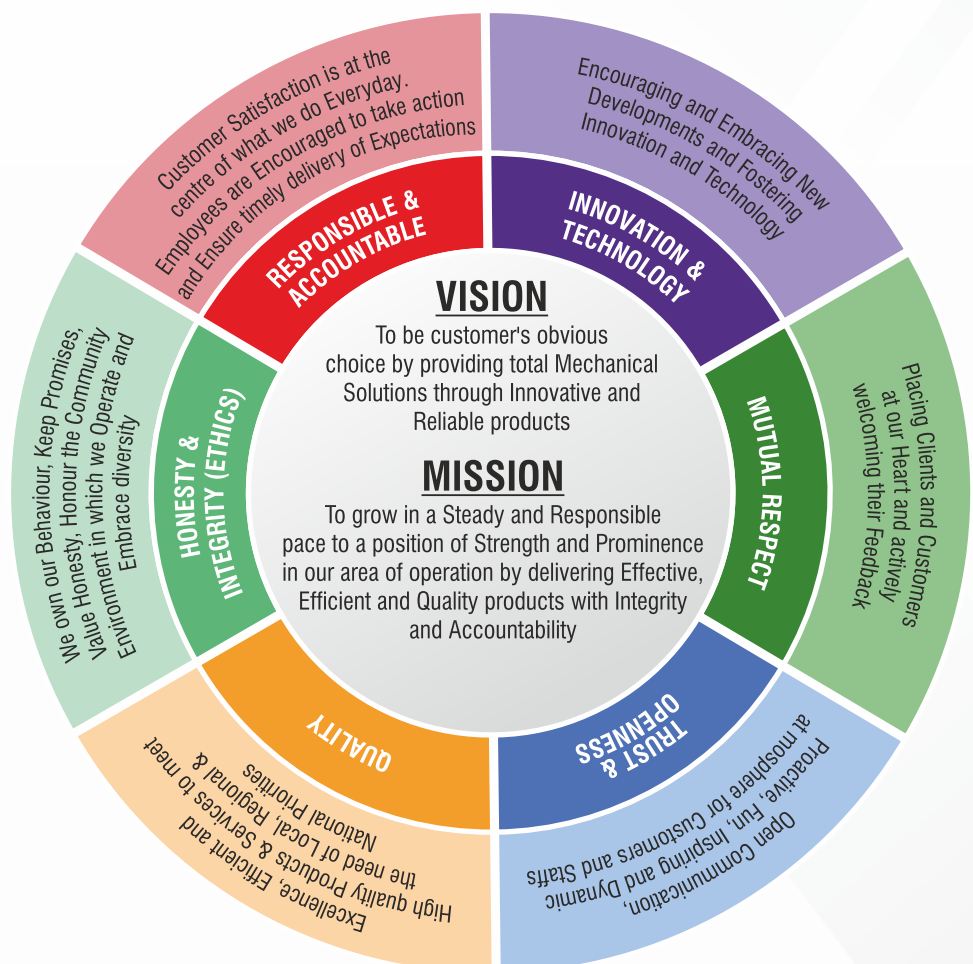 VISION
To be customer's obvious
choice by providing total Mechanical
Solutions through Innovative and
Reliable products
MISSION
To grow in a Steady and Responsible
pace to a position of Strength and Prominence
in our area of operation by delivering Effective,
Efficient and Quality products with Integrity
and Accountability
RESPONSIBLE &
ACCOUNTABLE
Customer Satisfaction is at the
centre of what we do Everyday.
Employees are Encouraged to take action
and Ensure timely delivery of Expectations
INNOVATION &
TECHNOLOGY
Encouraging and Embracing New
Developments and Fostering
Innovation and Technology
MUTUAL RESPECT
Placing Clients and Customers
at our Heart and actively
welcoming their Feedback
TRUST &
OPENNESS
Open Communication,
Proactive, Fun, Inspiring and Dynamic
at mosphere for Customers and Staffs
QUALITY
Excellence, Efficient and
High quality Products & Services to meet
the need of Local, Regional &
National Priorities
HONESTY &
INTEGRITY (ETHICS)
We own our Behaviour, Keep Promises,
Value Honesty, Honour the Community
Environment in which we Operate and
Embrace diversity